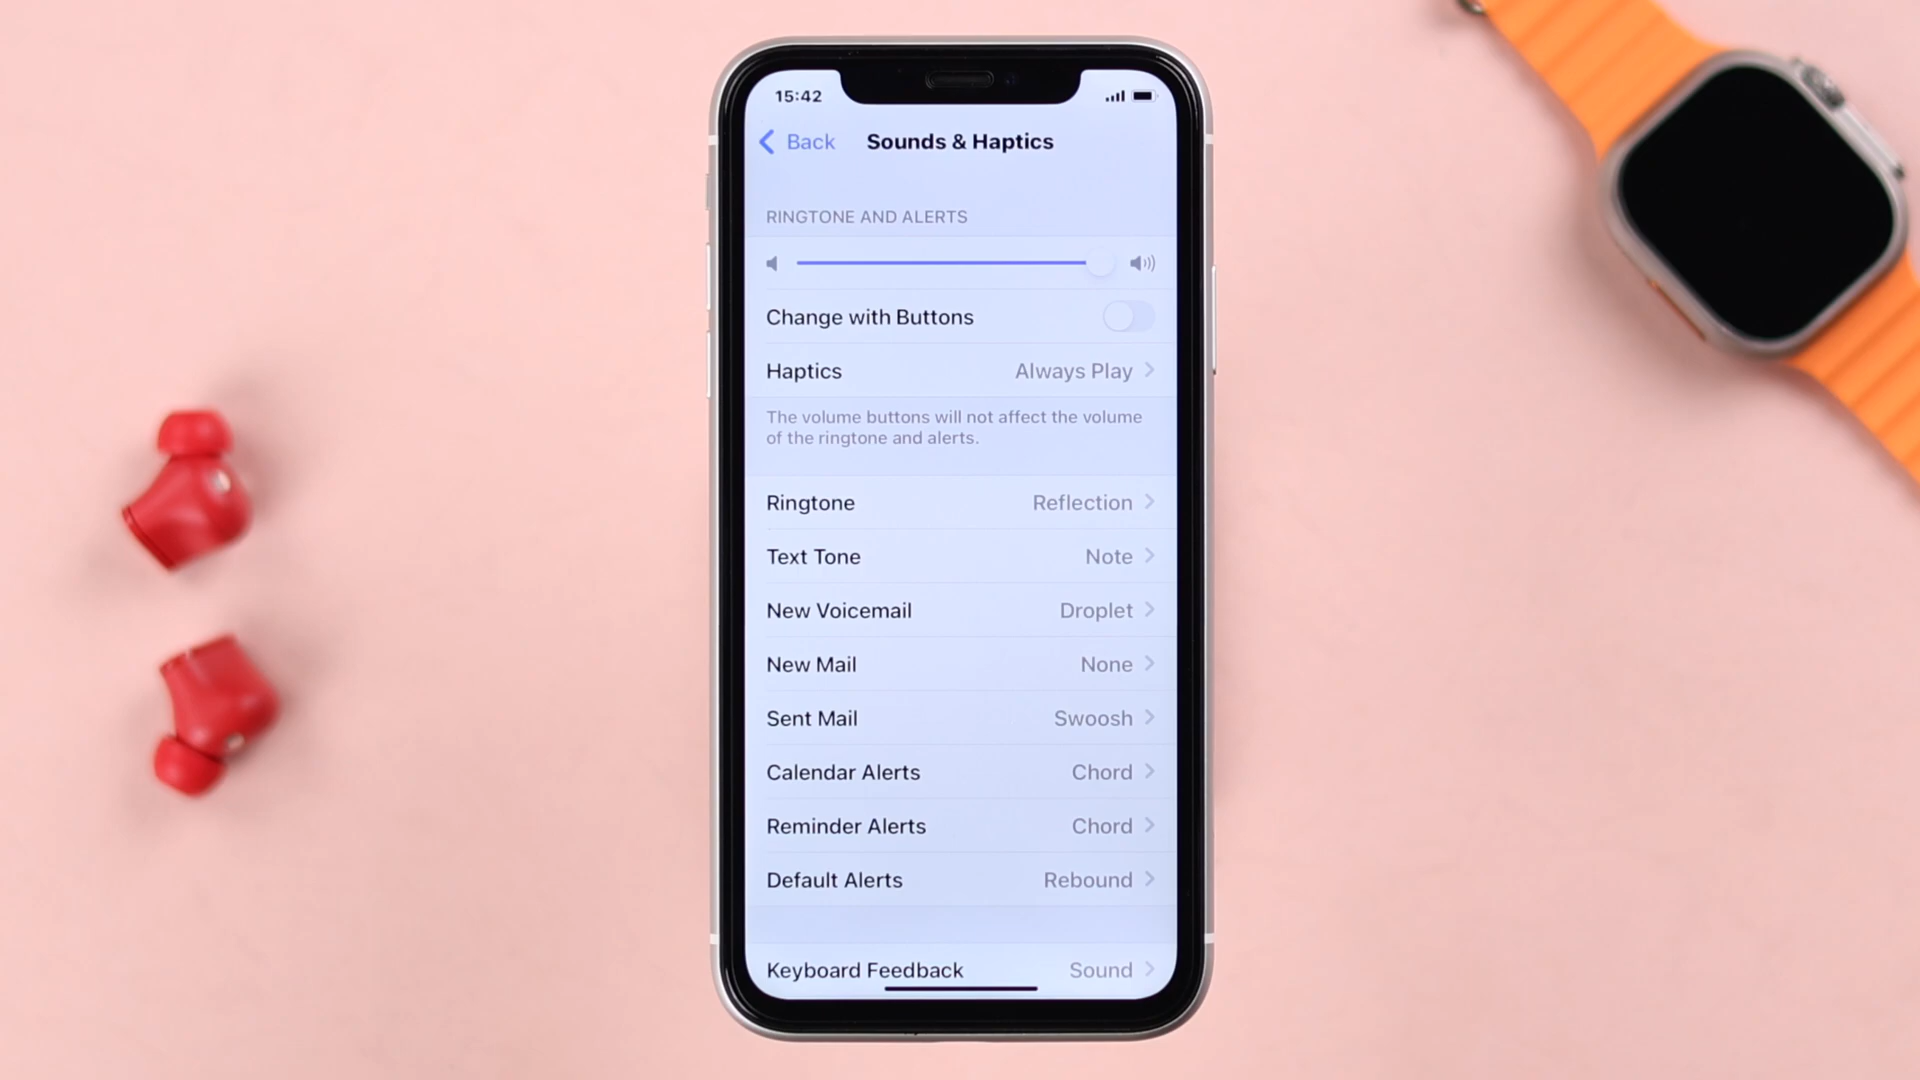 15:42
Back
Sounds & Haptics
RINGTONE AND ALERTS
Change with Buttons
Haptics Always Play
The volume buttons will not affect the volume
of the ringtone and alerts.
Ringtone Reflection
Text Tone Note
New Voicemail Droplet
New Mail None
Sent Mail Swoosh
Calendar Alerts Chord
Reminder Alerts Chord
Default Alerts Rebound
Keyboard Feedback Sound